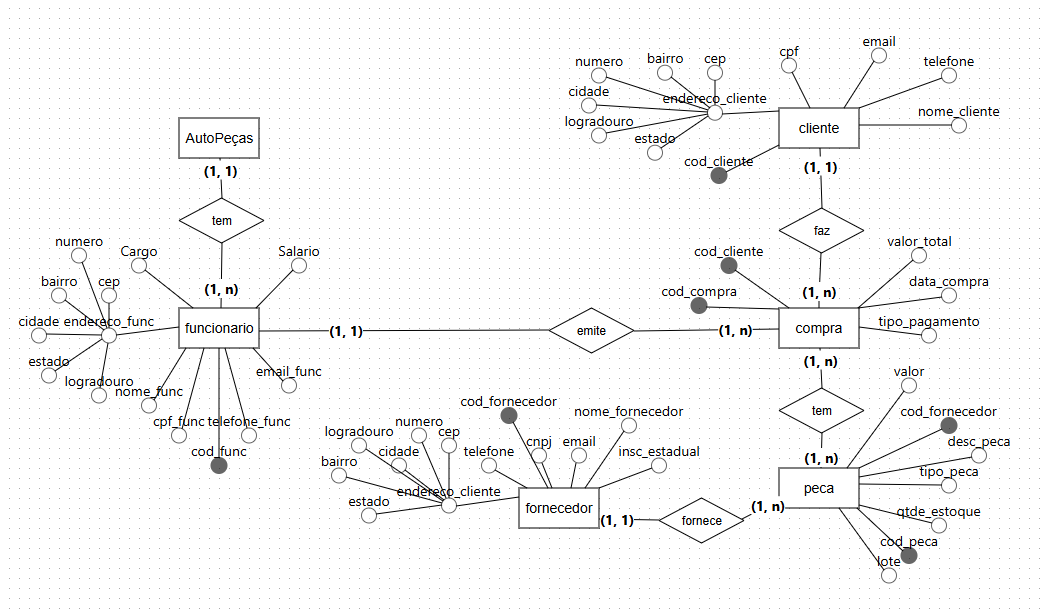 email
cpf
bairro
cep
numero
telefone
cidade
endereco_cliente
nome_cliente
logradouro
cliente
AutoPeças
estado
cod_cliente
(1, 1)
(1, 1)
tem
faz
numero
Cargo
Salario
cod_cliente
valor_total
bairro
cep
(1, n)
cod_compra
(1, n)
data_compra
cidade
endereco_func
funcionario
(1, 1)
emite
(1, n)
compra
tipo_pagamento
estado
(1, n)
logradouro
email_func
valor
nome_func
cod_fornecedor
nome_fornecedor
tem
cod_fornecedor
cpf_func
telefone_func
numero
logradouro
cep
cnpj
email
desc_peca
cod_func
cidade
telefone
insc_estadual
(1, n)
bairro
tipo_peca
endereco_cliente
peca
estado
fornecedor
(1, 1)
fornece
(1, n)
qtde_estoque
cod_peca
lote